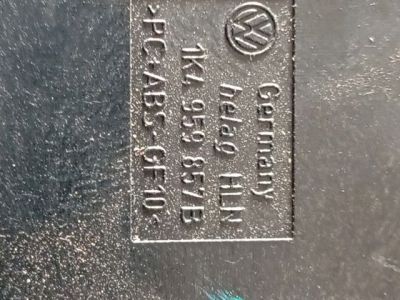 Germany
helag HLN
1K4 959 857B
>PC+ABS-GF10<